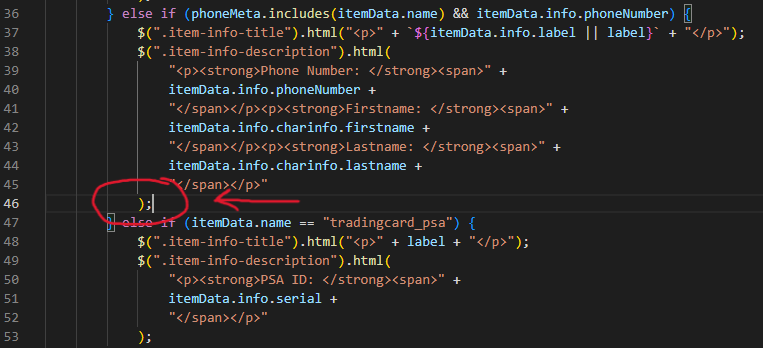 );
36 } else if (phoneMeta.includes(itemData.name) && itemData.info.phoneNumber) {
37 $(".item-info-title").html("<p>" + `${itemData.info.label || label}` + "</p>");
38 $(".item-info-description").html(
39 "<p><strong>Phone Number: </strong><span>" +
40 itemData.info.phoneNumber +
41 "</span></p><p><strong>Firstname: </strong><span>" +
42 itemData.info.charinfo.firstname +
43 "</span></p><p><strong>Lastname: </strong><span>" +
44 itemData.info.charinfo.lastname +
45 "</span></p>"
46 );
47 } else if (itemData.name == "tradingcard_psa") {
48 $(".item-info-title").html("<p>" + label + "</p>");
49 $(".item-info-description").html(
50 "<p><strong>PSA ID: </strong><span>" +
51 itemData.info.serial +
52 "</span></p>"
53 );